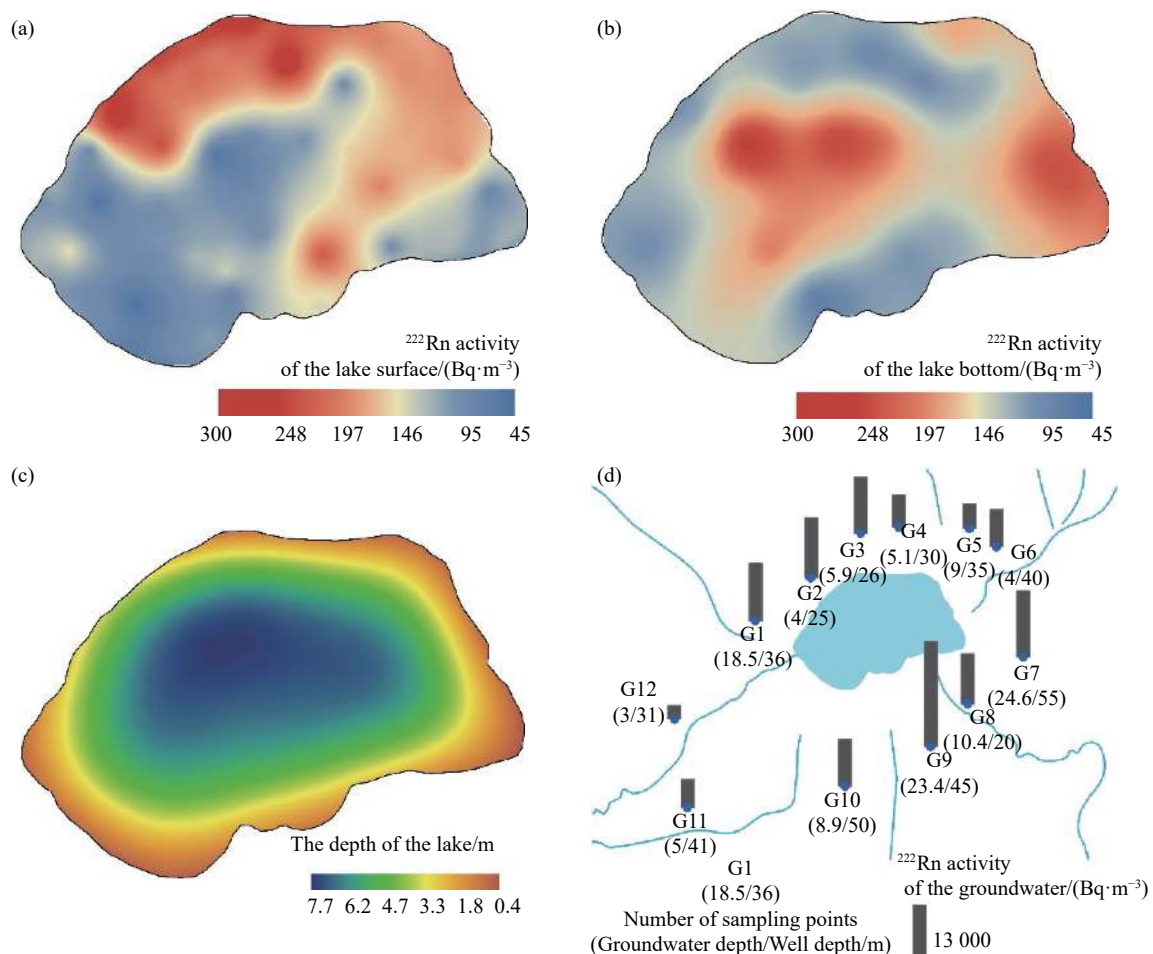 (a)
²²²Rn activity
of the lake surface/(Bq·m⁻³)
300 248 197 146 95 45
(b)
²²²Rn activity
of the lake bottom/(Bq·m⁻³)
300 248 197 146 95 45
(c)
The depth of the lake/m
7.7 6.2 4.7 3.3 1.8 0.4
(d)
G1
(18.5/36)
G2
(4/25)
G3
(5.9/26)
G4
(5.1/30)
G5
(9/35)
G6
(4/40)
G7
(24.6/55)
G8
(10.4/20)
G9
(23.4/45)
G10
(8.9/50)
G11
(5/41)
G12
(3/31)
G1
(18.5/36)
Number of sampling points
(Groundwater depth/Well depth/m)
²²²Rn activity
of the groundwater/(Bq·m⁻³)
13 000